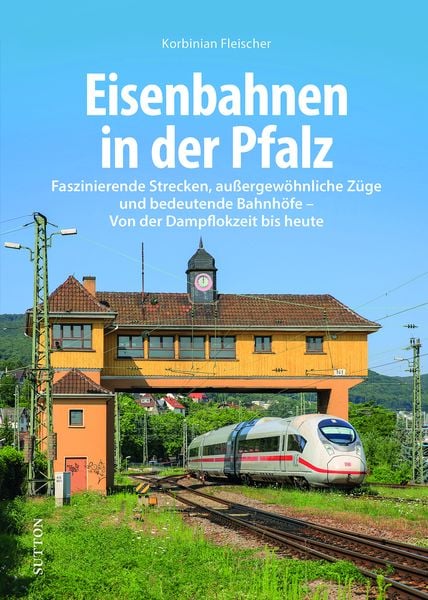 Korbinian Fleischer
Eisenbahnen
in der Pfalz
Faszinierende Strecken, außergewöhnliche Züge
und bedeutende Bahnhöfe –
Von der Dampflokzeit bis heute
SUTTON